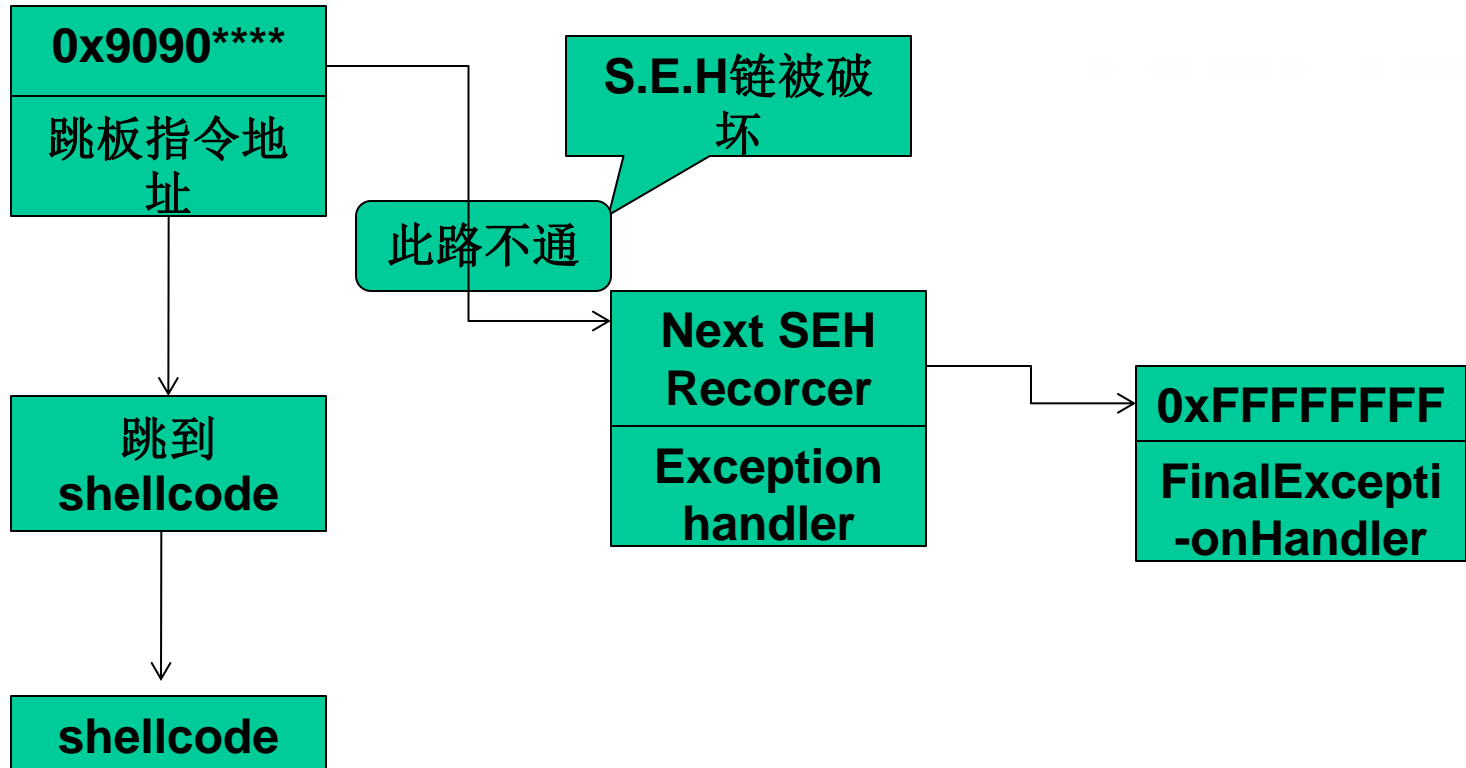 0x9090****
跳板指令地
址
S.E.H链被破
坏
此路不通
跳到
shellcode
shellcode
Next SEH
Recorcer
Exception
handler
0xFFFFFFFF
FinalExcepti
-onHandler